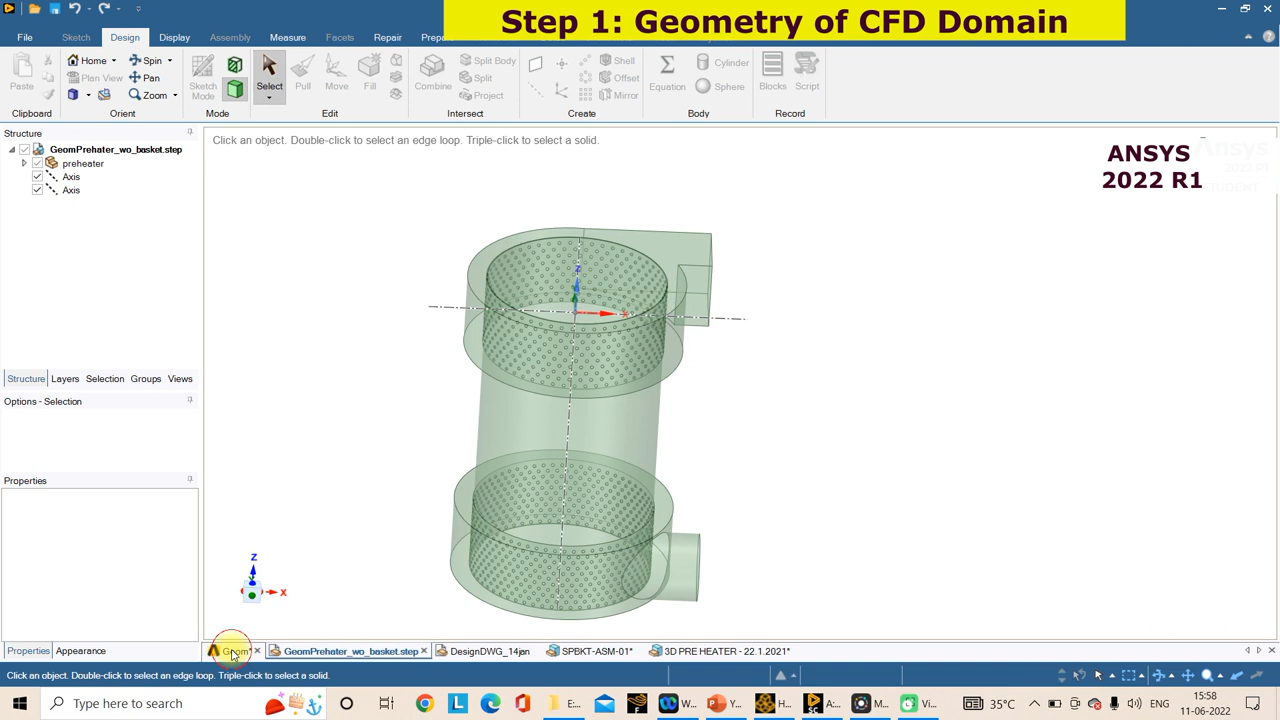 Step 1: Geometry of CFD Domain
File Sketch Design Display Assembly Measure Facets Repair Prep
Home Spin
Plan View Pan
Zoom
Paste
Sketch Mode
Select Pull Move Fill
Combine
Split Body
Split
Project
Shell
Offset
Mirror
Equation
Cylinder
Sphere
Blocks Script
Clipboard Orient Mode Edit Intersect Create Body Record
Structure
GeomPrehater_wo_basket.step
preheater
Axis
Axis
Click an object. Double-click to select an edge loop. Triple-click to select a solid.
ANSYS
2022 R1
Z
X
Structure Layers Selection Groups Views
Options - Selection
Properties
Z
X
Properties Appearance
Geom* GeomPrehater_wo_basket.step DesignDWG_14jan SPBKT-ASM-01* 3D PRE HEATER - 22.1.2021*
Click an object. Double-click to select an edge loop. Triple-click to select a solid.
Type here to search
E...
W...
Y...
H...
A:...
M...
Vi...
35°C
ENG
15:58
11-06-2022